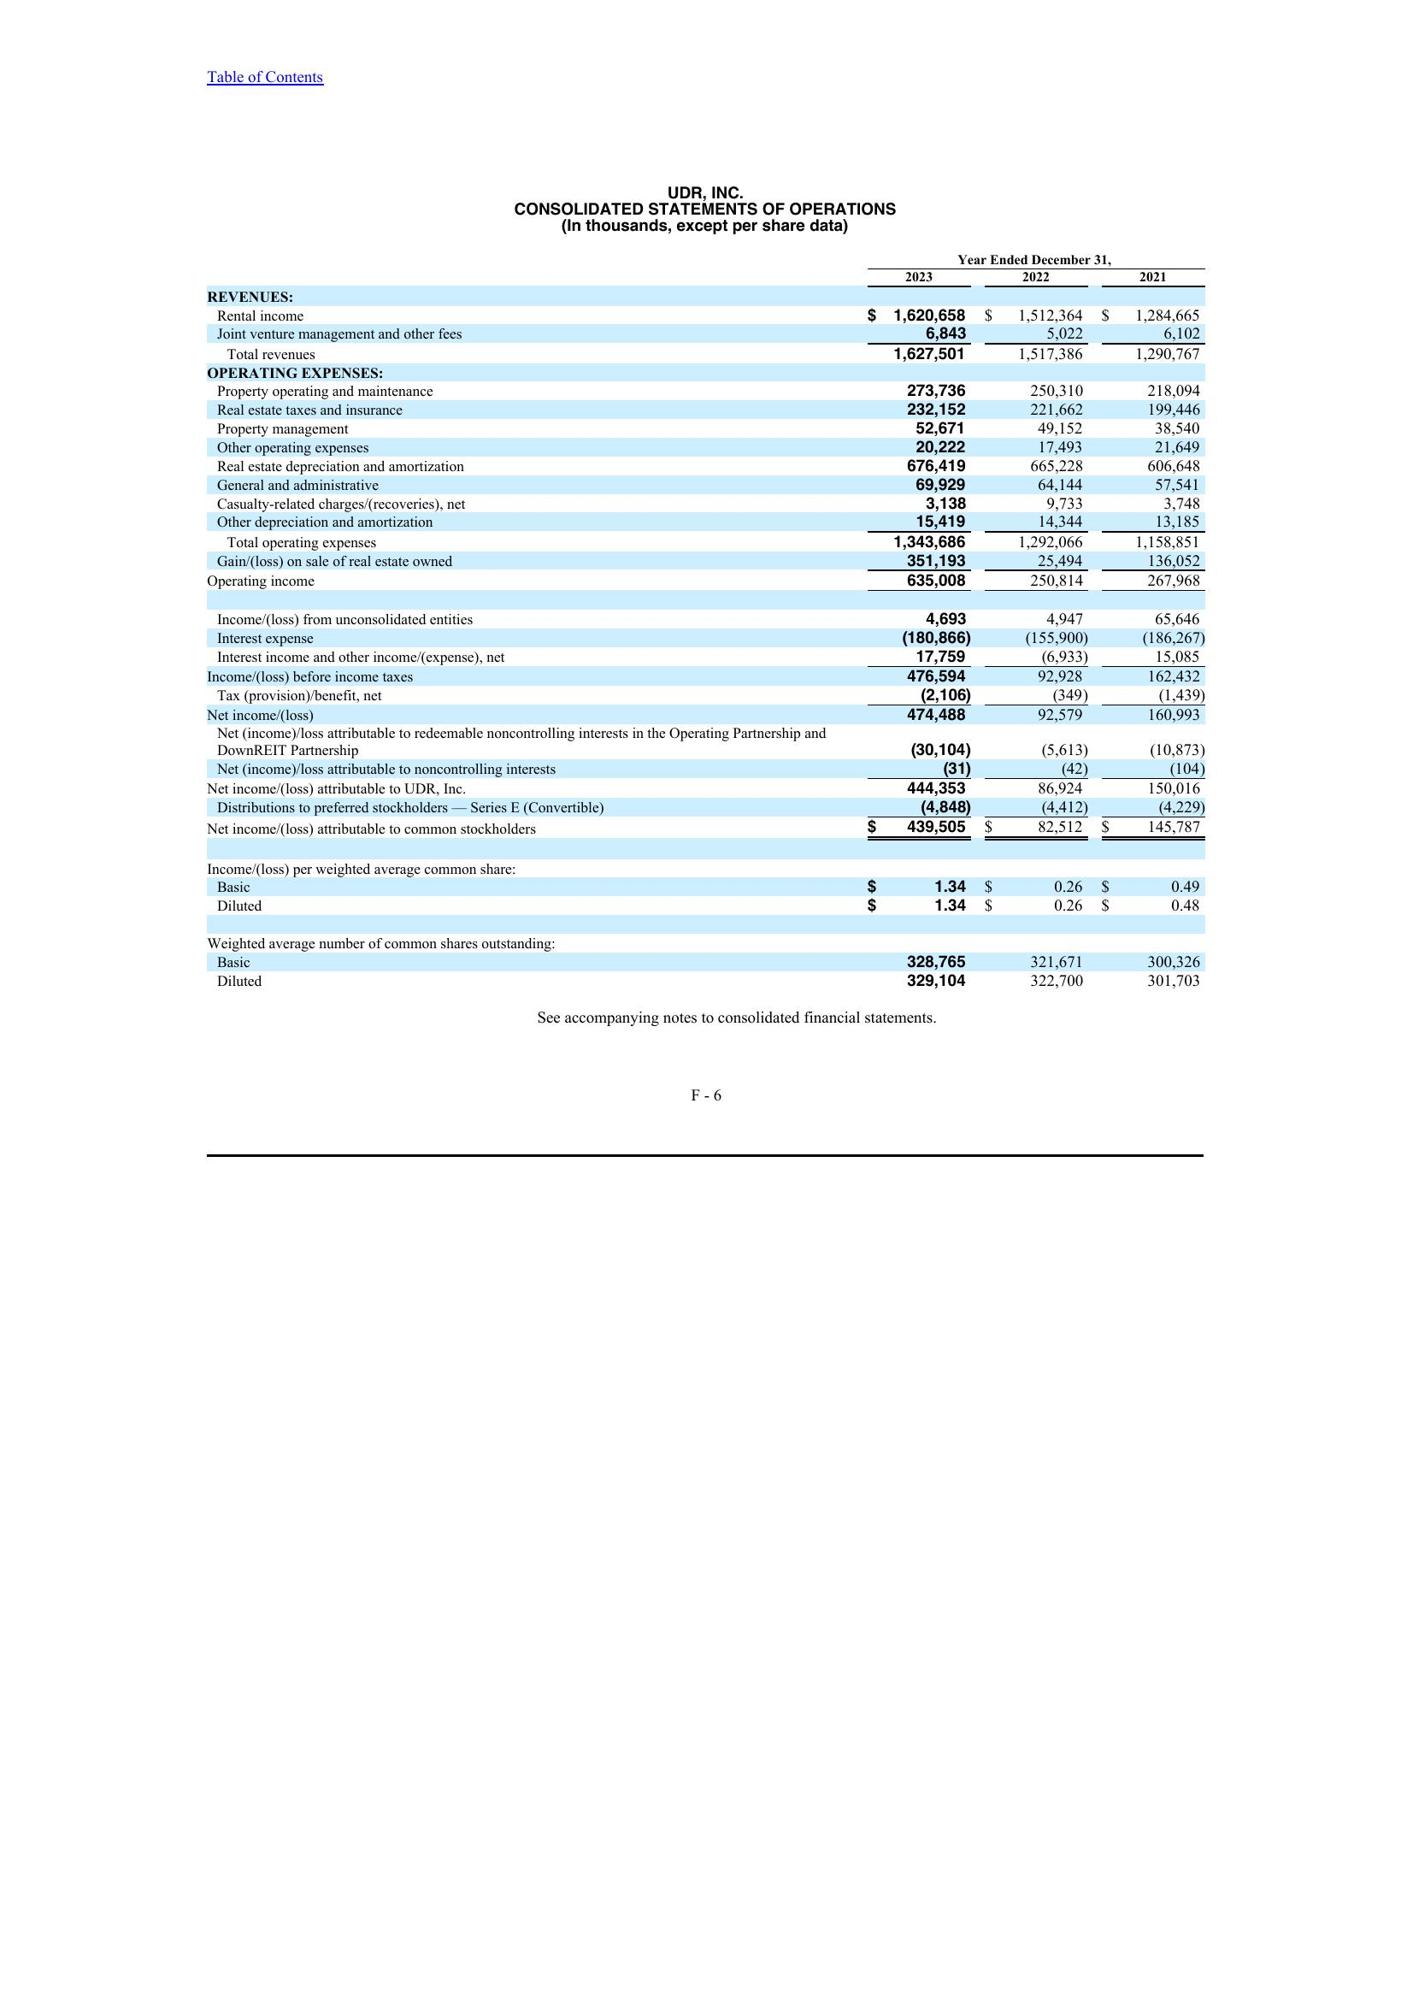 Table of Contents
UDR, INC.
CONSOLIDATED STATEMENTS OF OPERATIONS
(In thousands, except per share data)
Year Ended December 31,
2023 2022 2021
REVENUES:
Rental income $ 1,620,658 $ 1,512,364 $ 1,284,665
Joint venture management and other fees 6,843 5,022 6,102
Total revenues 1,627,501 1,517,386 1,290,767
OPERATING EXPENSES:
Property operating and maintenance 273,736 250,310 218,094
Real estate taxes and insurance 232,152 221,662 199,446
Property management 52,671 49,152 38,540
Other operating expenses 20,222 17,493 21,649
Real estate depreciation and amortization 676,419 665,228 606,648
General and administrative 69,929 64,144 57,541
Casualty-related charges/(recoveries), net 3,138 9,733 3,748
Other depreciation and amortization 15,419 14,344 13,185
Total operating expenses 1,343,686 1,292,066 1,158,851
Gain/(loss) on sale of real estate owned 351,193 25,494 136,052
Operating income 635,008 250,814 267,968
Income/(loss) from unconsolidated entities 4,693 4,947 65,646
Interest expense (180,866) (155,900) (186,267)
Interest income and other income/(expense), net 17,759 (6,933) 15,085
Income/(loss) before income taxes 476,594 92,928 162,432
Tax (provision)/benefit, net (2,106) (349) (1,439)
Net income/(loss) 474,488 92,579 160,993
Net (income)/loss attributable to redeemable noncontrolling interests in the Operating Partnership and
DownREIT Partnership (30,104) (5,613) (10,873)
Net (income)/loss attributable to noncontrolling interests (31) (42) (104)
Net income/(loss) attributable to UDR, Inc. 444,353 86,924 150,016
Distributions to preferred stockholders — Series E (Convertible) (4,848) (4,412) (4,229)
Net income/(loss) attributable to common stockholders $ 439,505 $ 82,512 $ 145,787
Income/(loss) per weighted average common share:
Basic $ 1.34 $ 0.26 $ 0.49
Diluted $ 1.34 $ 0.26 $ 0.48
Weighted average number of common shares outstanding:
Basic 328,765 321,671 300,326
Diluted 329,104 322,700 301,703
See accompanying notes to consolidated financial statements.
F - 6